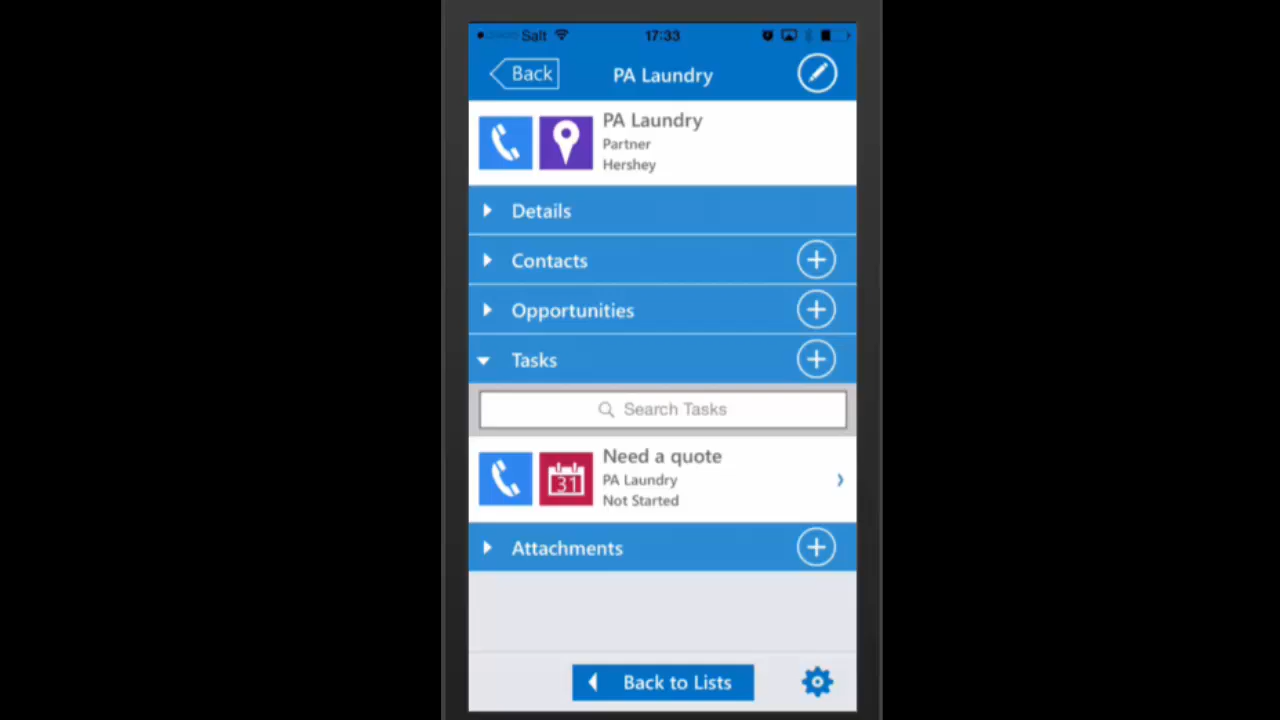 Salt 17:33
Back PA Laundry
PA Laundry
Partner
Hershey
Details
Contacts
Opportunities
Tasks
Search Tasks
Need a quote
PA Laundry
Not Started
31
Attachments
Back to Lists